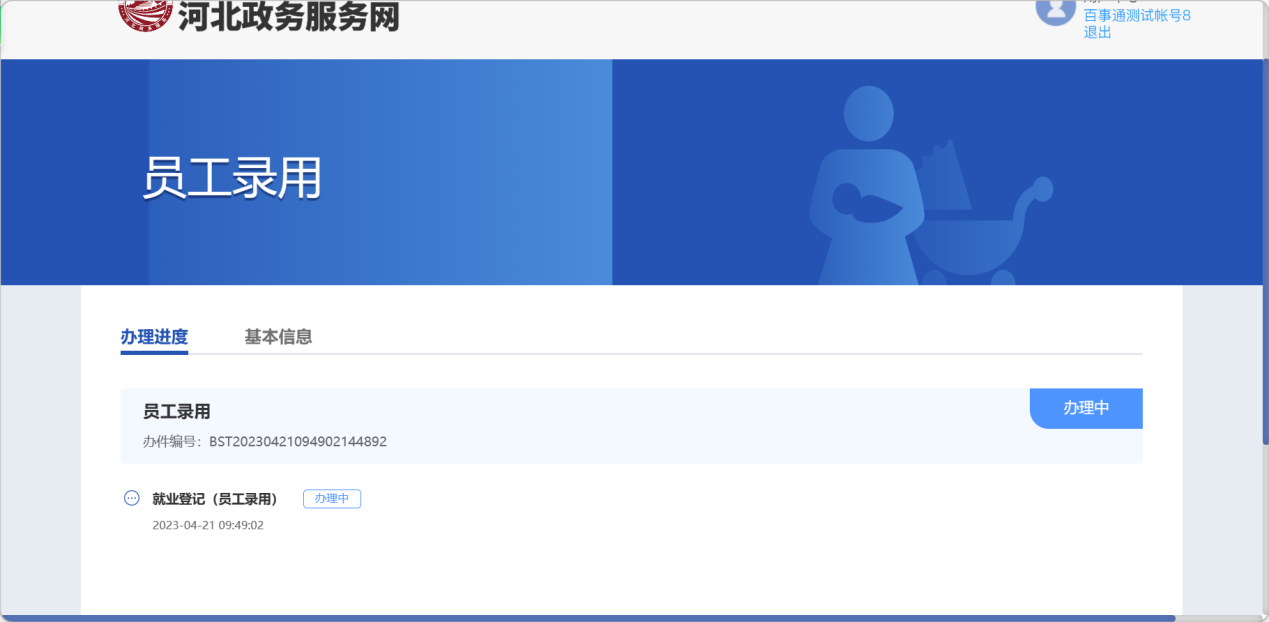 河北政务服务网
百事通测试帐号8
退出
员工录用
办理进度
基本信息
员工录用
办理中
办件编号：BST20230421094902144892
就业登记（员工录用）
办理中
2023-04-21 09:49:02